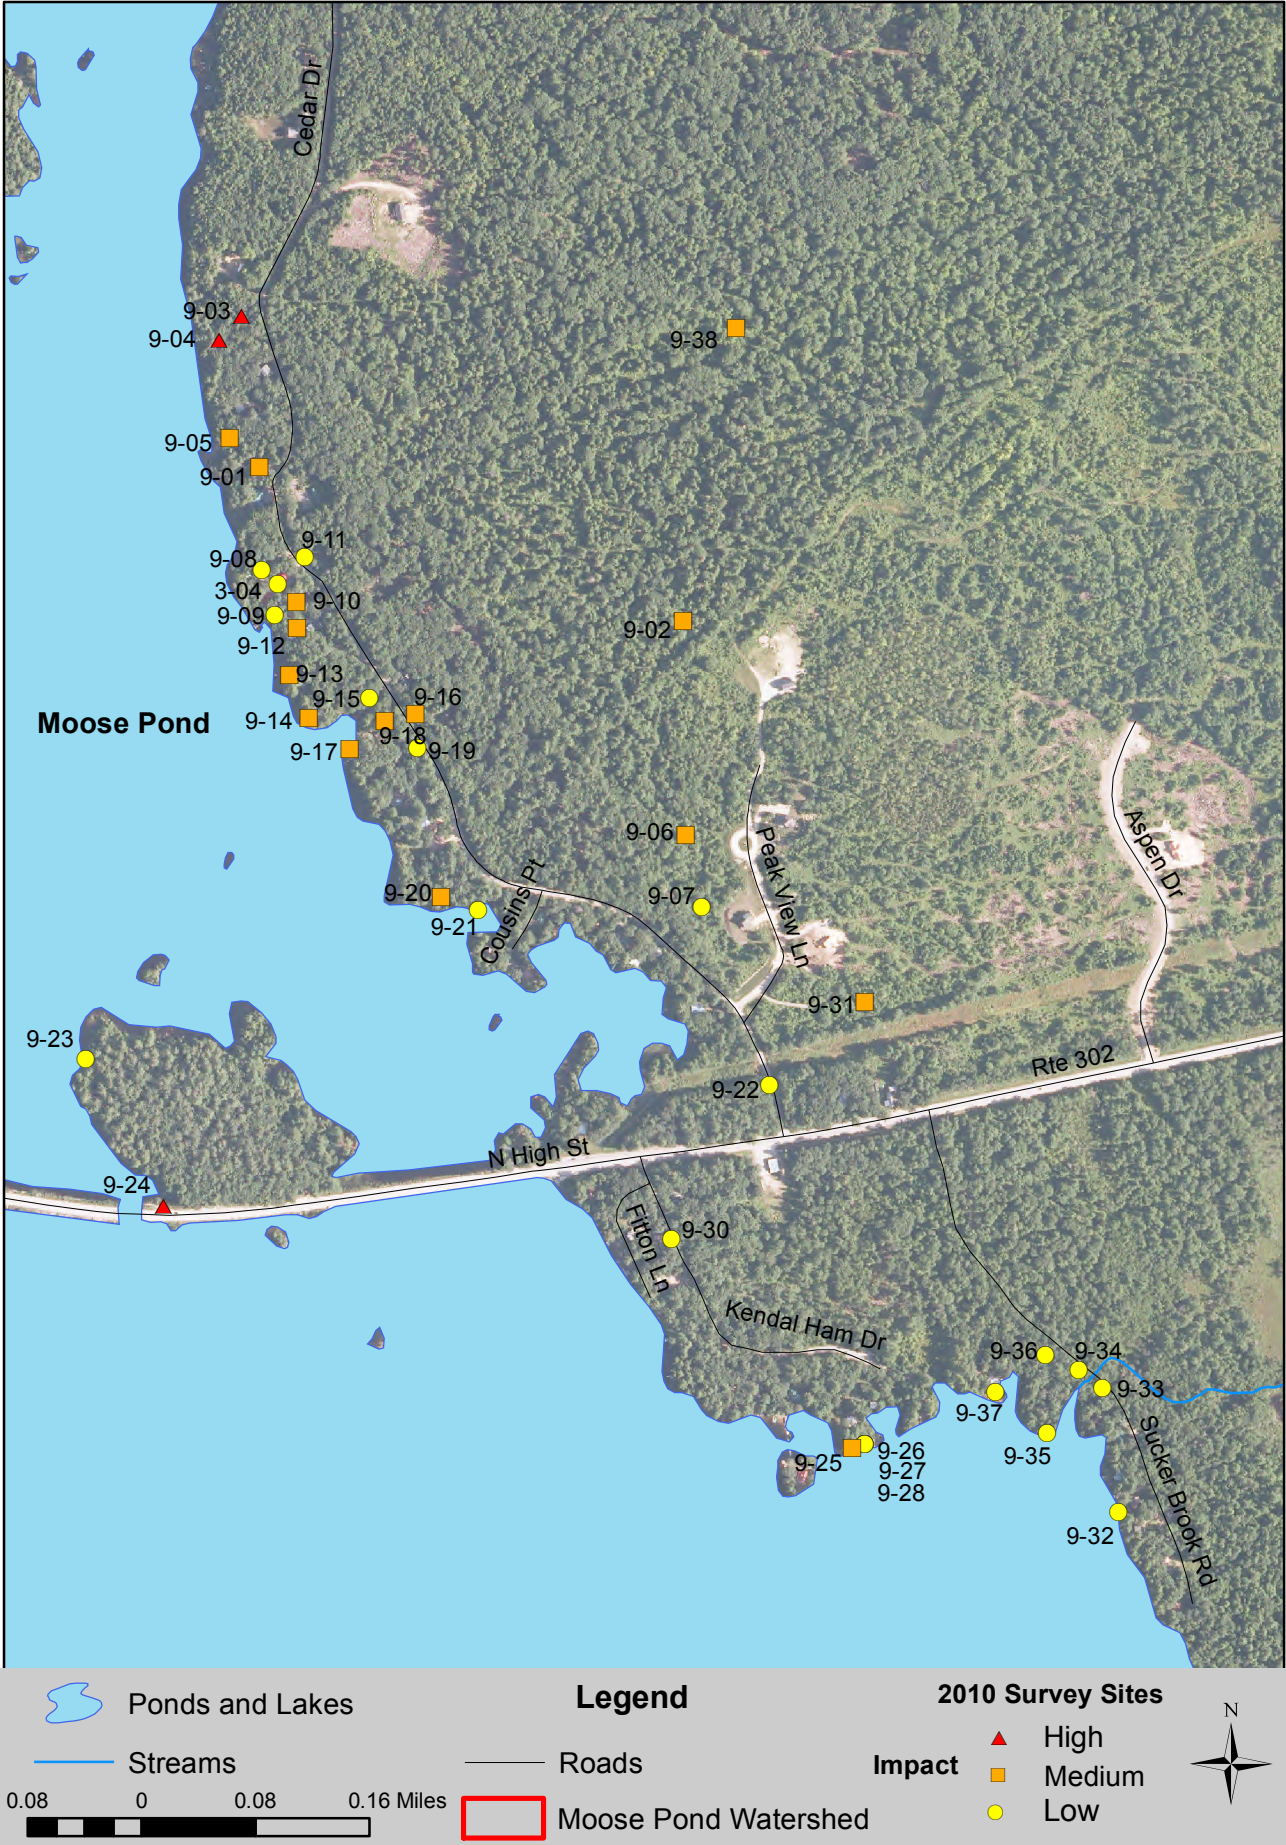 Cedar Dr
9-03
9-04
9-38
9-05
9-01
9-11
9-08
3-04
9-10
9-09
9-02
9-12
9-13
9-15
9-16
9-14
Moose Pond
9-18
9-17
9-19
9-06
Peak View Ln
Aspen Dr
9-20
9-07
9-21
Cousins Pt
9-31
9-23
Rte 302
9-22
N High St
9-24
9-30
Fitton Ln
Kendal Ham Dr
9-36
9-34
9-33
9-37
9-35
9-26
9-25
9-27
9-28
Sucker Brook Rd
9-32
Legend
Ponds and Lakes
Streams
0.08 0 0.08 0.16 Miles
Roads
Moose Pond Watershed
2010 Survey Sites
Impact
High
Medium
Low
N